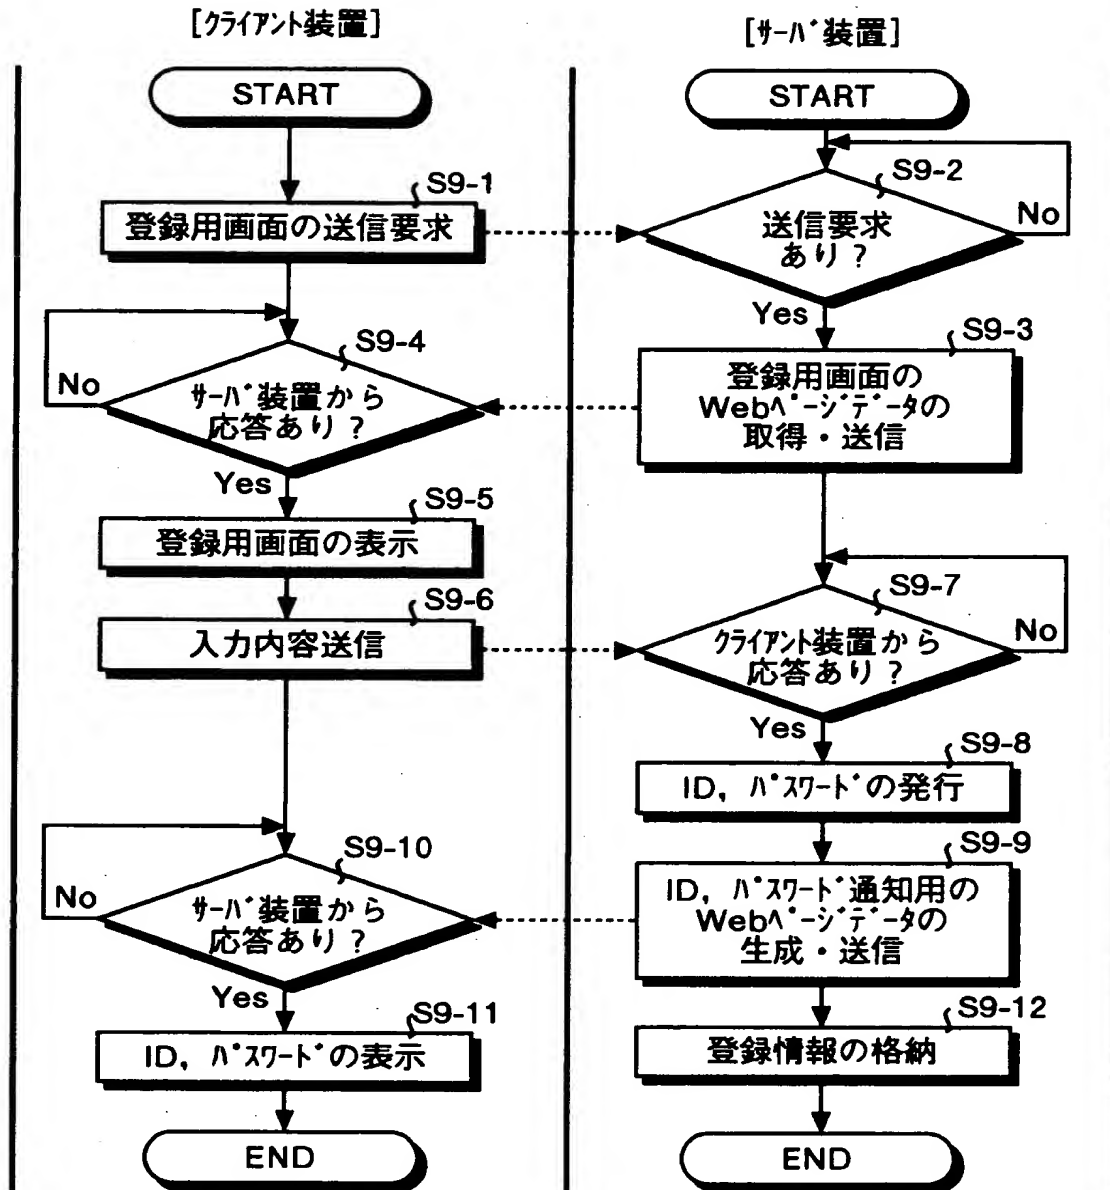 [クライアント装置]
START
S9-1
登録用画面の送信要求
S9-4
サーバ装置から
応答あり?
No
Yes
S9-5
登録用画面の表示
S9-6
入力内容送信
S9-10
サーバ装置から
応答あり?
No
Yes
S9-11
ID, パスワードの表示
END
[サーバ装置]
START
S9-2
送信要求
あり?
No
Yes
S9-3
登録用画面の
Webページデータの
取得・送信
S9-7
クライアント装置から
応答あり?
No
Yes
S9-8
ID, パスワードの発行
S9-9
ID, パスワード通知用の
Webページデータの
生成・送信
S9-12
登録情報の格納
END